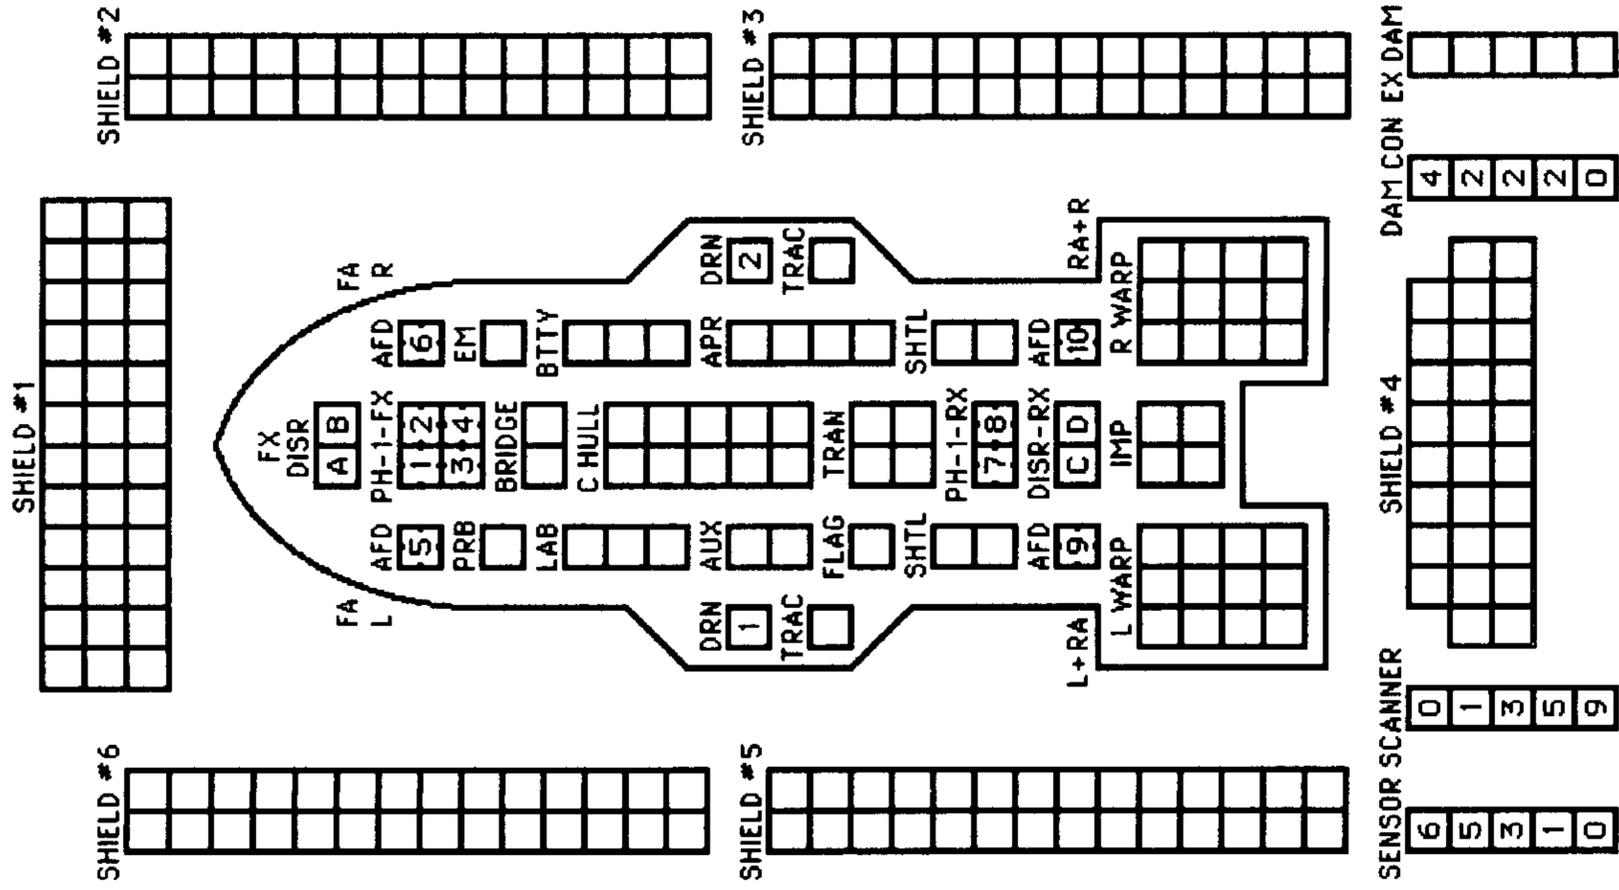 SHIELD #1
SHIELD #2
SHIELD #3
SHIELD #4
SHIELD #5
SHIELD #6
FA
L
FX
DISR
A B
FA
R
AFD
5
PH-1-FX
1 2
3 4
AFD
6
PRB
BRIDGE
EM
LAB
C HULL
BTTY
DRN
1
AUX
APR
DRN
2
TRAC
FLAG
TRAN
TRAC
SHTL
PH-1-RX
7 8
SHTL
L+RA
AFD
9
DISR-RX
C D
AFD
10
RA+R
L WARP
IMP
R WARP
SENSOR
6
5
3
1
0
SCANNER
0
1
3
5
9
DAM CON
4
2
2
2
0
EX DAM